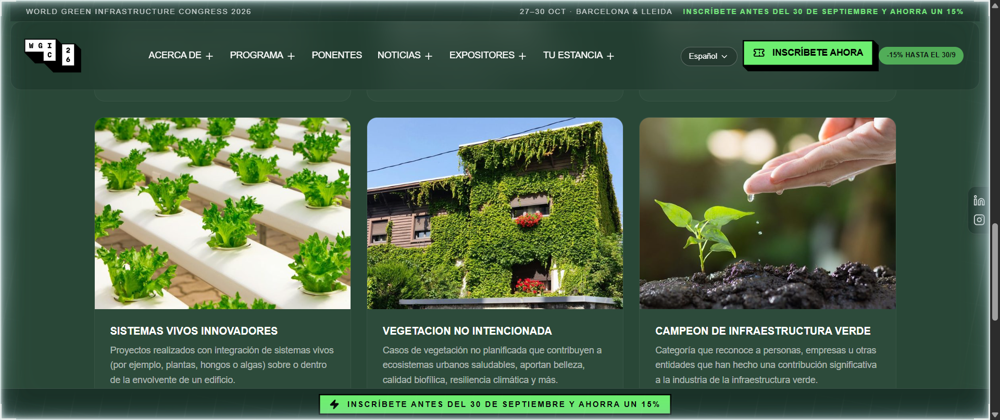 WORLD GREEN INFRASTRUCTURE CONGRESS 2026
27–30 OCT · BARCELONA & LLEIDA
INSCRÍBETE ANTES DEL 30 DE SEPTIEMBRE Y AHORRA UN 15%
W G I
C
2
6
ACERCA DE
PROGRAMA
PONENTES
NOTICIAS
EXPOSITORES
TU ESTANCIA
Español
INSCRÍBETE AHORA
-15% HASTA EL 30/9
SISTEMAS VIVOS INNOVADORES
Proyectos realizados con integración de sistemas vivos
(por ejemplo, plantas, hongos o algas) sobre o dentro
de la envolvente de un edificio.
VEGETACION NO INTENCIONADA
Casos de vegetación no planificada que contribuyen a
ecosistemas urbanos saludables, aportan belleza,
calidad biofílica, resiliencia climática y más.
CAMPEON DE INFRAESTRUCTURA VERDE
Categoría que reconoce a personas, empresas u otras
entidades que han hecho una contribución significativa
a la industria de la infraestructura verde.
INSCRÍBETE ANTES DEL 30 DE SEPTIEMBRE Y AHORRA UN 15%